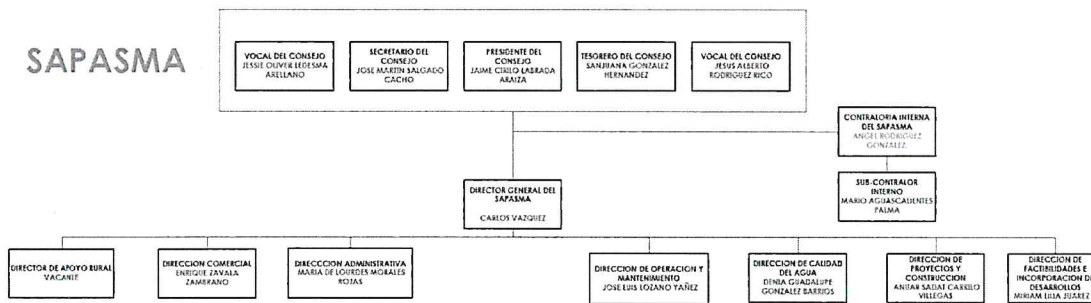 SAPASMA
VOCAL DEL CONSEJO
JESSIE OLIVER LEDESMA
ARELLANO
SECRETARIO DEL
CONSEJO
JOSE MARTIN SALGADO
CACHO
PRESIDENTE DEL
CONSEJO
JAIME CIRILO LABRADA
ARAIZA
TESORERO DEL CONSEJO
SANJUANA GONZALEZ
HERNANDEZ
VOCAL DEL CONSEJO
JESUS ALBERTO
RODRIGUEZ RICO
CONTRALORIA INTERNA
DEL SAPASMA
ANGEL RODRIGUEZ
GONZALEZ
SUB-CONTRALOR
INTERNO
MARIO AGUASCALIENTES
PALMA
DIRECTOR GENERAL DEL
SAPASMA
CARLOS VAZQUEZ
DIRECTOR DE APOYO RURAL
VACANTE
DIRECCION COMERCIAL
ENRIQUE ZAVALA
ZAMBRANO
DIRECCCION ADMINISTRATIVA
MARIA DE LOURDES MORALES
ROJAS
DIRECCION DE OPERACION Y
MANTENIMIENTO
JOSE LUIS LOZANO YAÑEZ
DIRECCION DE CALIDAD
DEL AGUA
DENIA GUADALUPE
GONZALEZ BARRIOS
DIRECCION DE
PROYECIOS Y
CONSTRUCCION
ANUAR SADAT CARRILO
VILLEGAS
DIRECCION DE
FACTIBILIDADES E
INCORPORACION DE
DESARROLLOS
MIRIAM LILIA JUAREZ